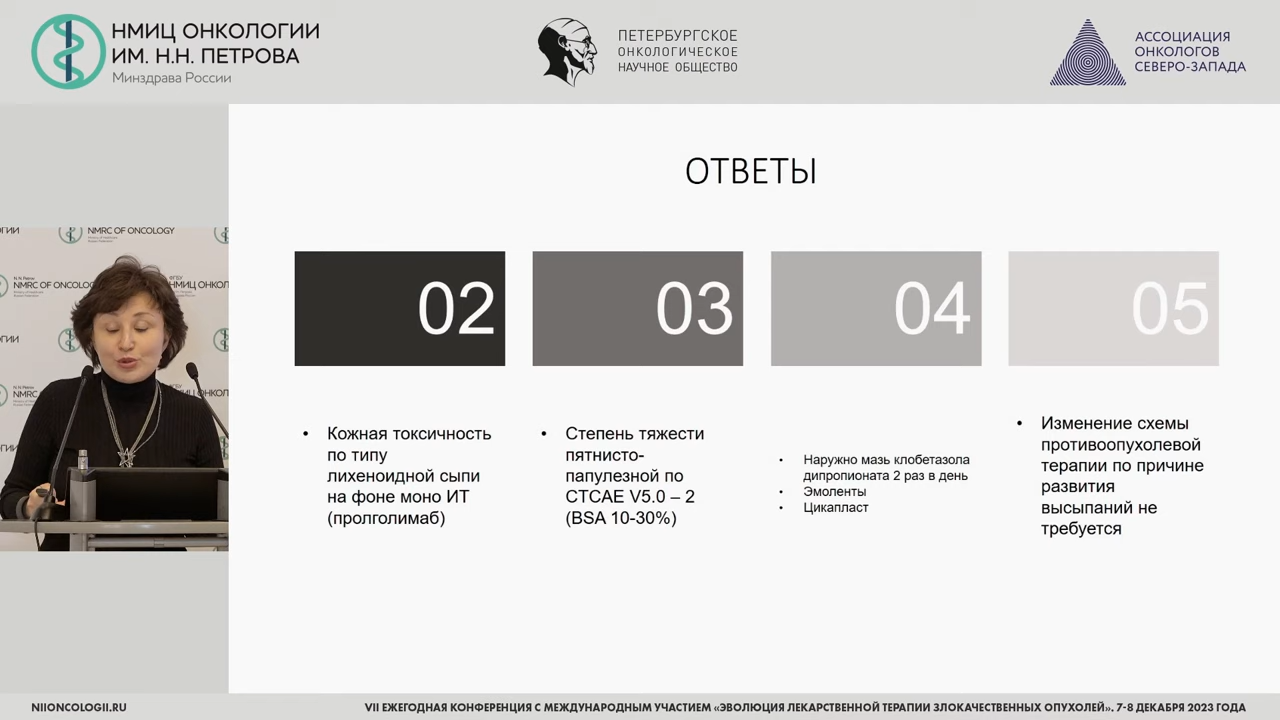 НМИЦ ОНКОЛОГИИ
ИМ. Н.Н. ПЕТРОВА
Минздрава России
ПЕТЕРБУРГСКОЕ
ОНКОЛОГИЧЕСКОЕ
НАУЧНОЕ ОБЩЕСТВО
АССОЦИАЦИЯ
ОНКОЛОГОВ
СЕВЕРО-ЗАПАДА
NMRC OF ONCOLOGY
ОТВЕТЫ
02
03
04
05
• Кожная токсичность
по типу
лихеноидной сыпи
на фоне моно ИТ
(пролголимаб)
• Степень тяжести
пятнисто-
папулезной по
CTCAE V5.0 – 2
(BSA 10-30%)
• Наружно мазь клобетазола
дипропионата 2 раз в день
• Эмоленты
• Цикапласт
• Изменение схемы
противоопухолевой
терапии по причине
развития
высыпаний не
требуется
NIIONCOLOGII.RU
VII ЕЖЕГОДНАЯ КОНФЕРЕНЦИЯ С МЕЖДУНАРОДНЫМ УЧАСТИЕМ «ЭВОЛЮЦИЯ ЛЕКАРСТВЕННОЙ ТЕРАПИИ ЗЛОКАЧЕСТВЕННЫХ ОПУХОЛЕЙ». 7-8 ДЕКАБРЯ 2023 ГОДА